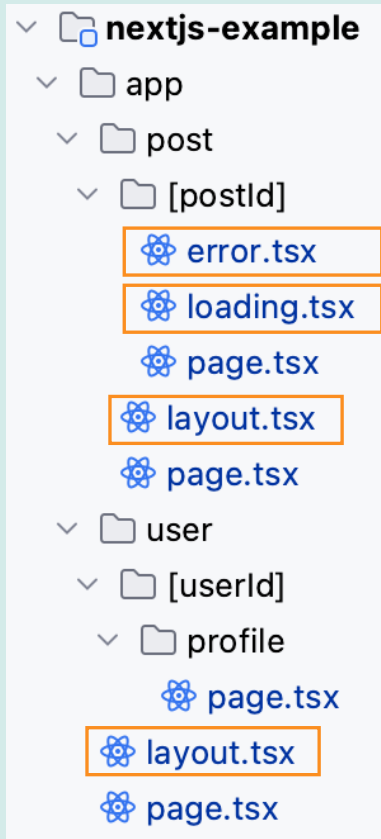 nextjs-example
app
post
[postId]
error.tsx
loading.tsx
page.tsx
layout.tsx
page.tsx
user
[userId]
profile
page.tsx
layout.tsx
page.tsx